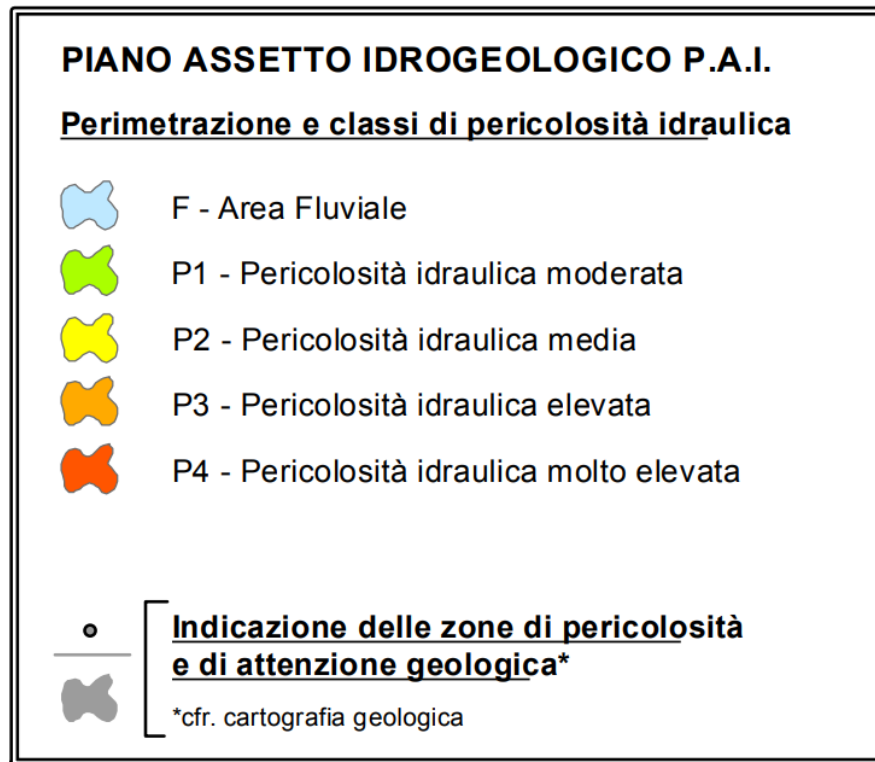 PIANO ASSETTO IDROGEOLOGICO P.A.I.
Perimetrazione e classi di pericolosità idraulica
F - Area Fluviale
P1 - Pericolosità idraulica moderata
P2 - Pericolosità idraulica media
P3 - Pericolosità idraulica elevata
P4 - Pericolosità idraulica molto elevata
Indicazione delle zone di pericolosità
e di attenzione geologica*
*cfr. cartografia geologica